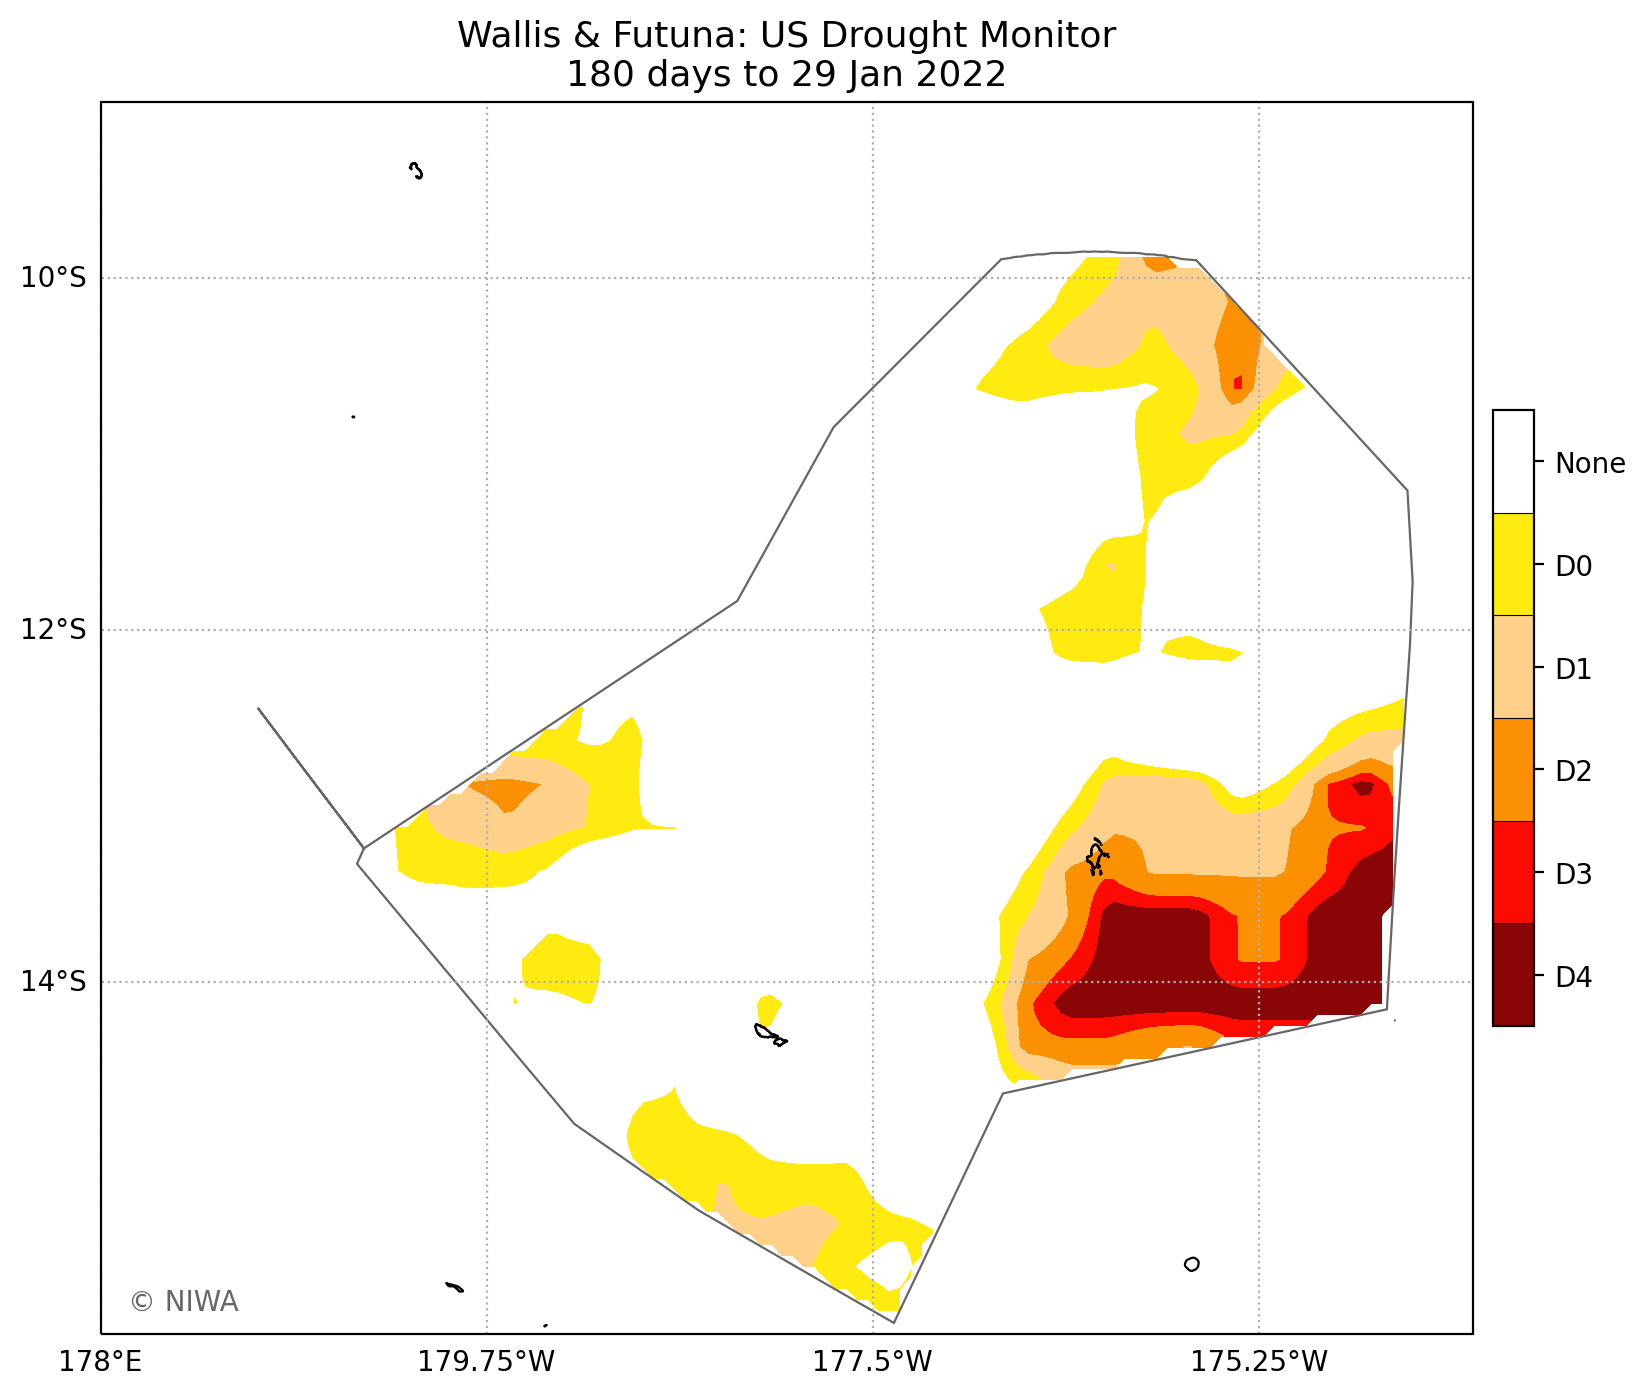 Wallis & Futuna: US Drought Monitor
180 days to 29 Jan 2022
10°S
12°S
14°S
178°E
179.75°W
177.5°W
175.25°W
None
D0
D1
D2
D3
D4
© NIWA